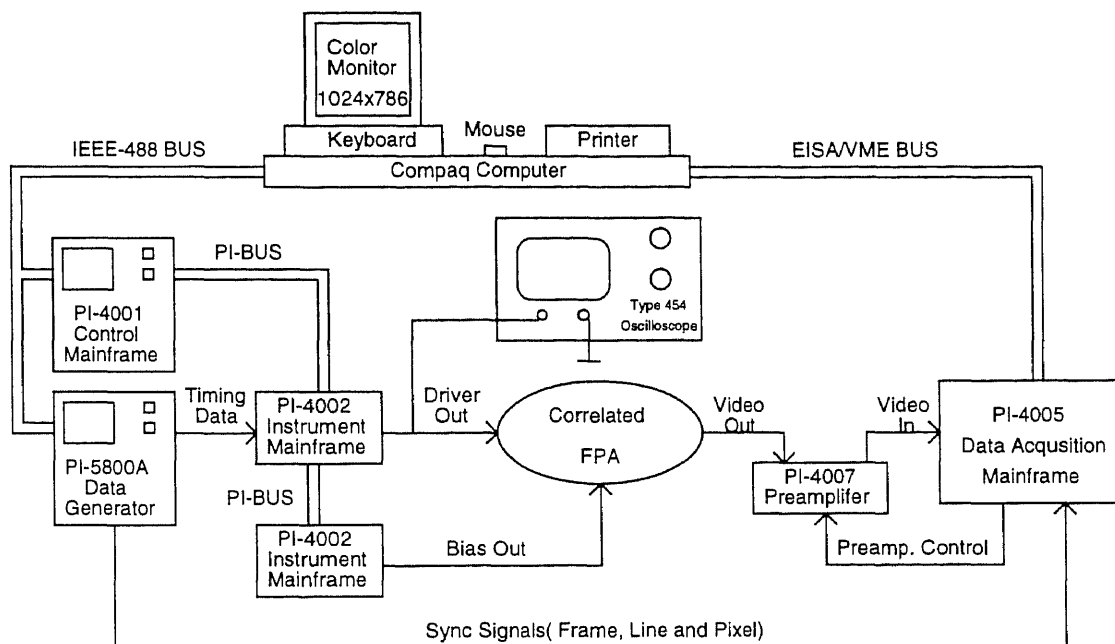 Color
Monitor
1024x786
Keyboard
Mouse
Printer
IEEE-488 BUS
Compaq Computer
EISA/VME BUS
PI-BUS
PI-4001
Control
Mainframe
Type 454
Oscilloscope
Timing
Data
PI-4002
Instrument
Mainframe
Driver
Out
Correlated
FPA
Video
Out
Video
In
PI-4005
Data Acqusition
Mainframe
PI-5800A
Data
Generator
PI-BUS
PI-4007
Preamplifer
PI-4002
Instrument
Mainframe
Bias Out
Preamp. Control
Sync Signals( Frame, Line and Pixel)